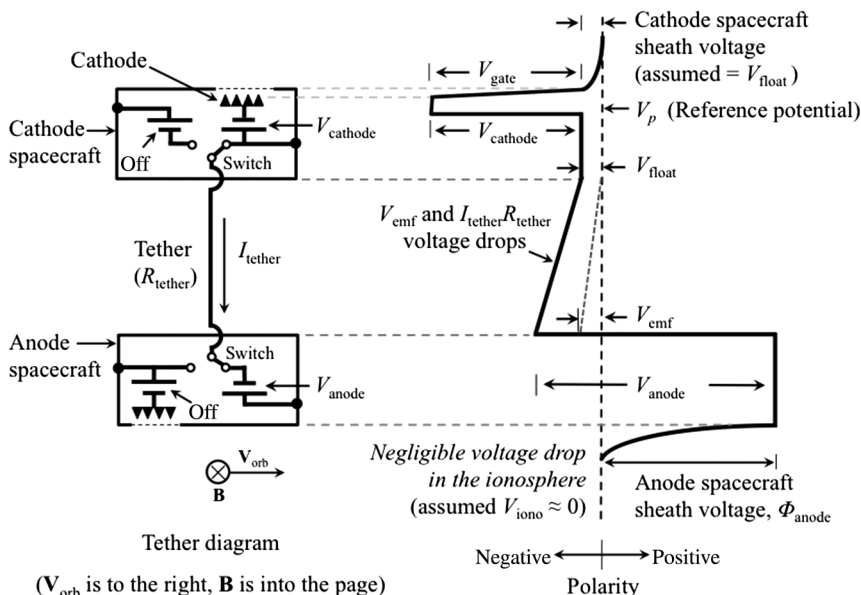 Cathode spacecraft
sheath voltage
(assumed = V_float)
Cathode
V_gate
V_p (Reference potential)
Cathode
spacecraft
Off
V_cathode
Switch
V_cathode
V_float
V_emf and I_tether R_tether
voltage drops
Tether
(R_tether)
I_tether
V_emf
Anode
spacecraft
Switch
V_anode
Off
V_anode
V_orb
B
Negligible voltage drop
in the ionosphere
(assumed V_iono ≈ 0)
Anode spacecraft
sheath voltage, Φ_anode
Tether diagram
Negative
Positive
(V_orb is to the right, B is into the page)
Polarity